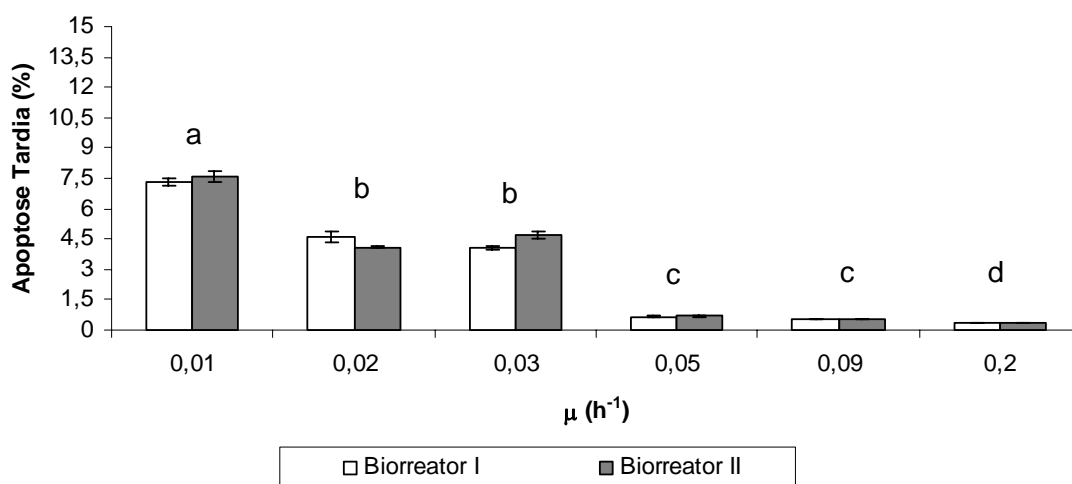 Apoptose Tardia (%)
15
13,5
12
10,5
9
7,5
6
4,5
3
1,5
0
a
b
b
c
c
d
0,01
0,02
0,03
0,05
0,09
0,2
μ (h⁻¹)
Biorreator I
Biorreator II